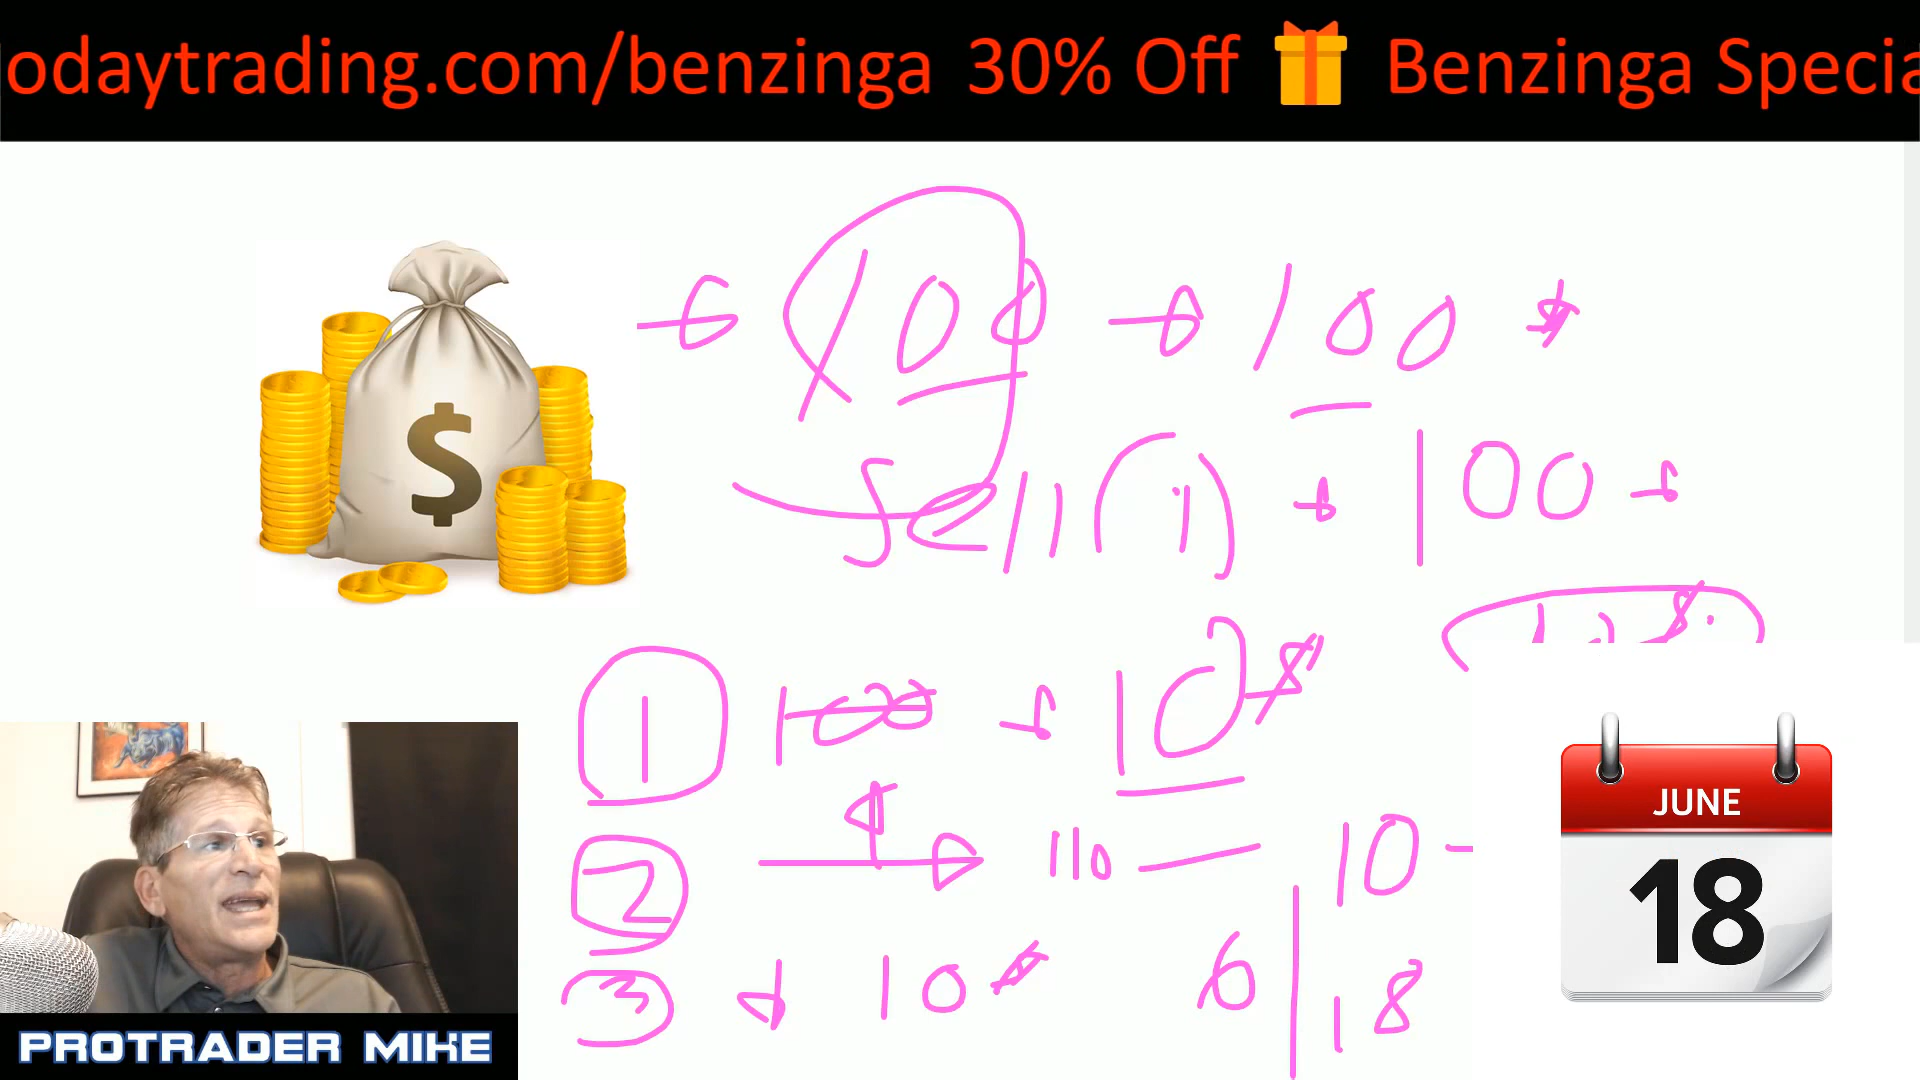 odaytrading.com/benzinga 30% Off 🎁 Benzinga Specia
100 100 $
$
Sell (1) 100
1 100 10 $
2 110 — 10 -
3 10 6/18
JUNE
18
PROTRADER MIKE